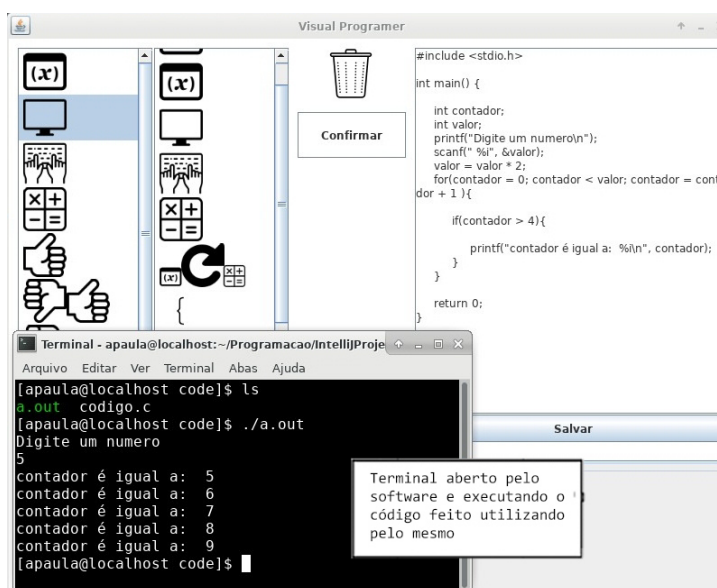 Visual Programer
(x)
(x)
(x)
{
Confirmar
#include <stdio.h>
int main() {
int contador;
int valor;
printf("Digite um numero\n");
scanf(" %i", &valor);
valor = valor * 2;
for(contador = 0; contador < valor; contador = cont
dor + 1 ){
if(contador > 4){
printf("contador é igual a:  %i\n", contador);
}
}
return 0;
}
Salvar
Terminal - apaula@localhost:~/Programacao/IntelliJProje
Arquivo Editar Ver Terminal Abas Ajuda
[apaula@localhost code]$ ls
a.out  codigo.c
[apaula@localhost code]$ ./a.out
Digite um numero
5
contador é igual a:  5
contador é igual a:  6
contador é igual a:  7
contador é igual a:  8
contador é igual a:  9
[apaula@localhost code]$
Terminal aberto pelo
software e executando o
código feito utilizando
pelo mesmo